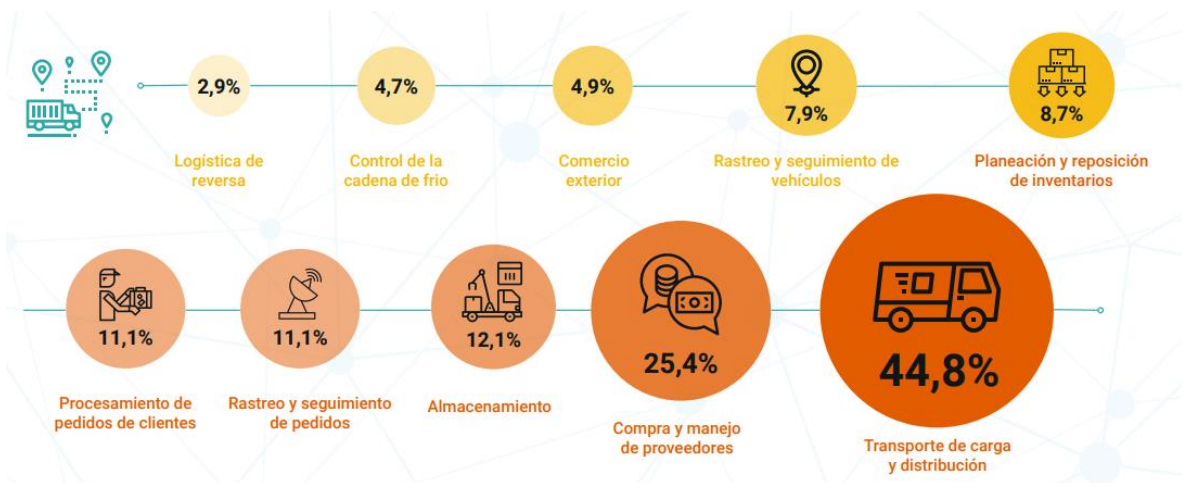 2,9%
4,7%
4,9%
7,9%
8,7%
Logística de
reversa
Control de la
cadena de frio
Comercio
exterior
Rastreo y seguimiento de
vehículos
Planeación y reposición
de inventarios
11,1%
11,1%
12,1%
25,4%
44,8%
Procesamiento de
pedidos de clientes
Rastreo y seguimiento
de pedidos
Almacenamiento
Compra y manejo
de proveedores
Transporte de carga
y distribución